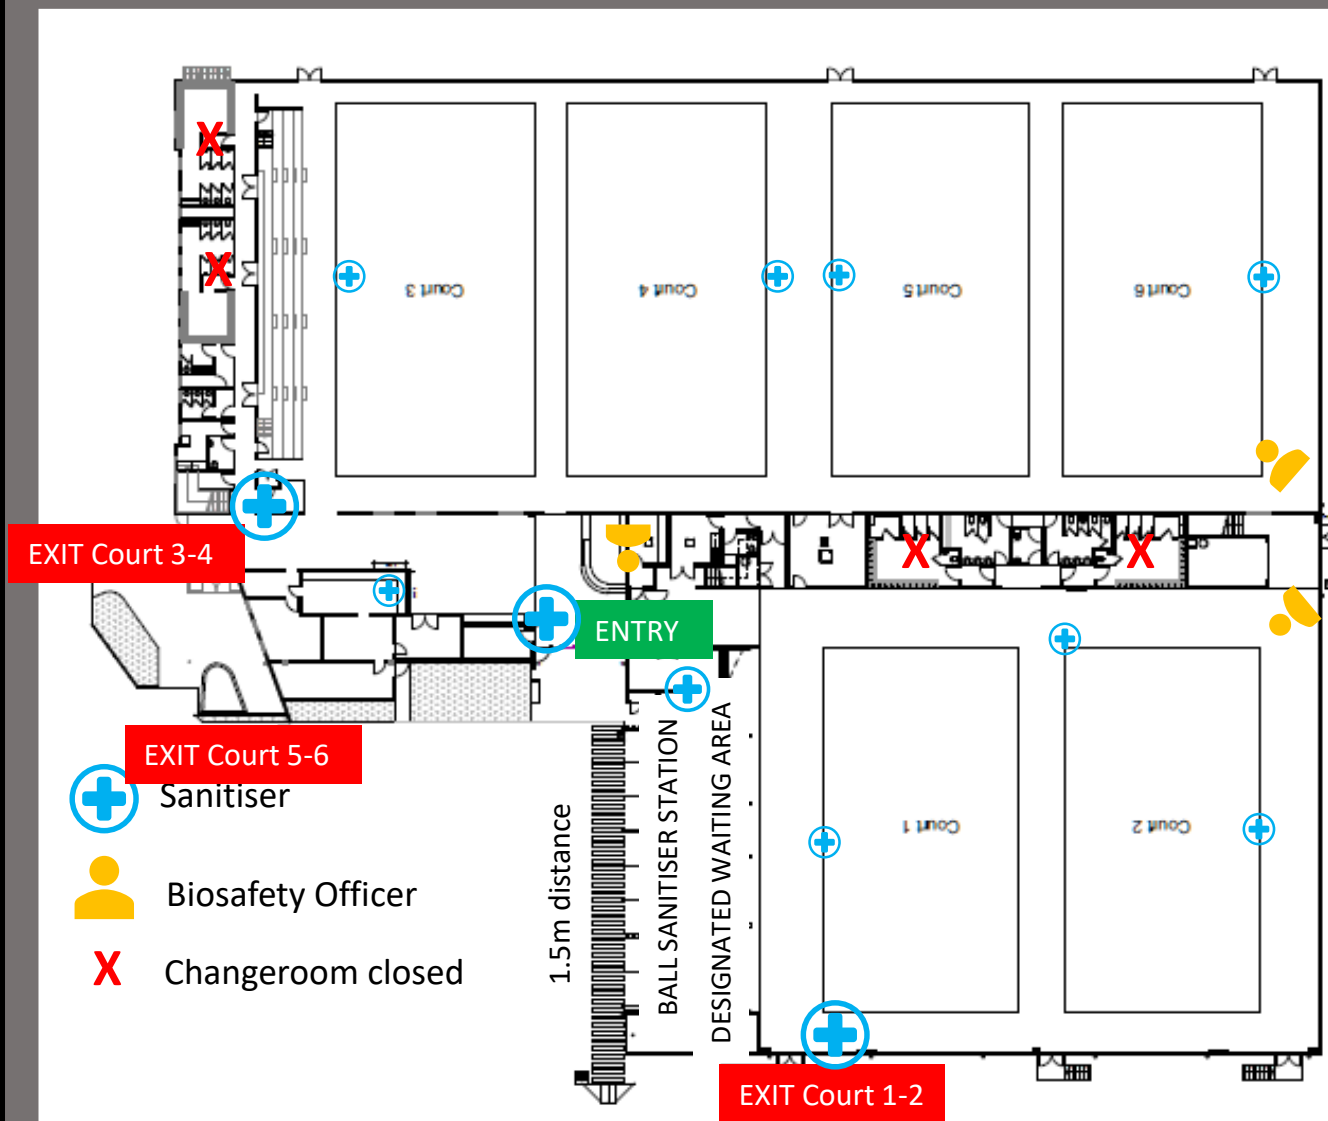 Court 3
Court 4
Court 5
Court 6
X
X
EXIT Court 3-4
X
X
ENTRY
EXIT Court 5-6
Sanitiser
Biosafety Officer
X Changeroom closed
1.5m distance
BALL SANITISER STATION
DESIGNATED WAITING AREA
Court 1
Court 2
EXIT Court 1-2